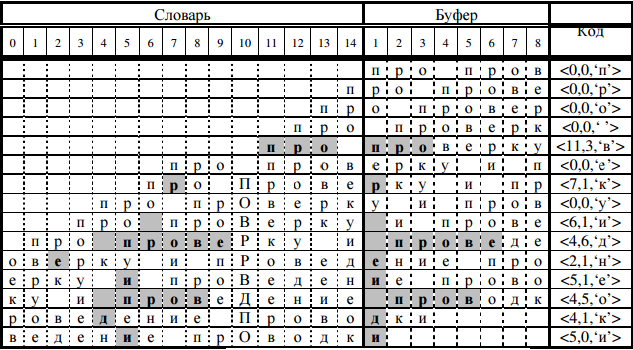 Словарь Буфер Код
0 1 2 3 4 5 6 7 8 9 10 11 12 13 14 1 2 3 4 5 6 7 8
п р о п р о в <0,0,‘п’>
п р о п р о в е <0,0,‘р’>
п р о п р о в е р <0,0,‘о’>
п р о п р о в е р к <0,0,‘ ’>
п р о п р о в е р к у <11,3,‘в’>
п р о п р о в е р к у и п <0,0,‘е’>
п р о П р о в е р к у и п р <7,1,‘к’>
п р о п р О в е р к у и п р о в <0,0,‘у’>
п р о п р о В е р к у и п р о в е <6,1,‘и’>
п р о п р о в е Р к у и п р о в е д е <4,6,‘д’>
о в е р к у и п Р о в е д е н и е п р о <2,1,‘н’>
е р к у и п р о В е д е н и е п р о в о <5,1,‘е’>
к у и п р о в е Д е н и е п р о в о д к <4,5,‘о’>
р о в е д е н и е П р о в о д к и <4,1,‘к’>
в е д е н и е п р О в о д к и <5,0,‘и’>